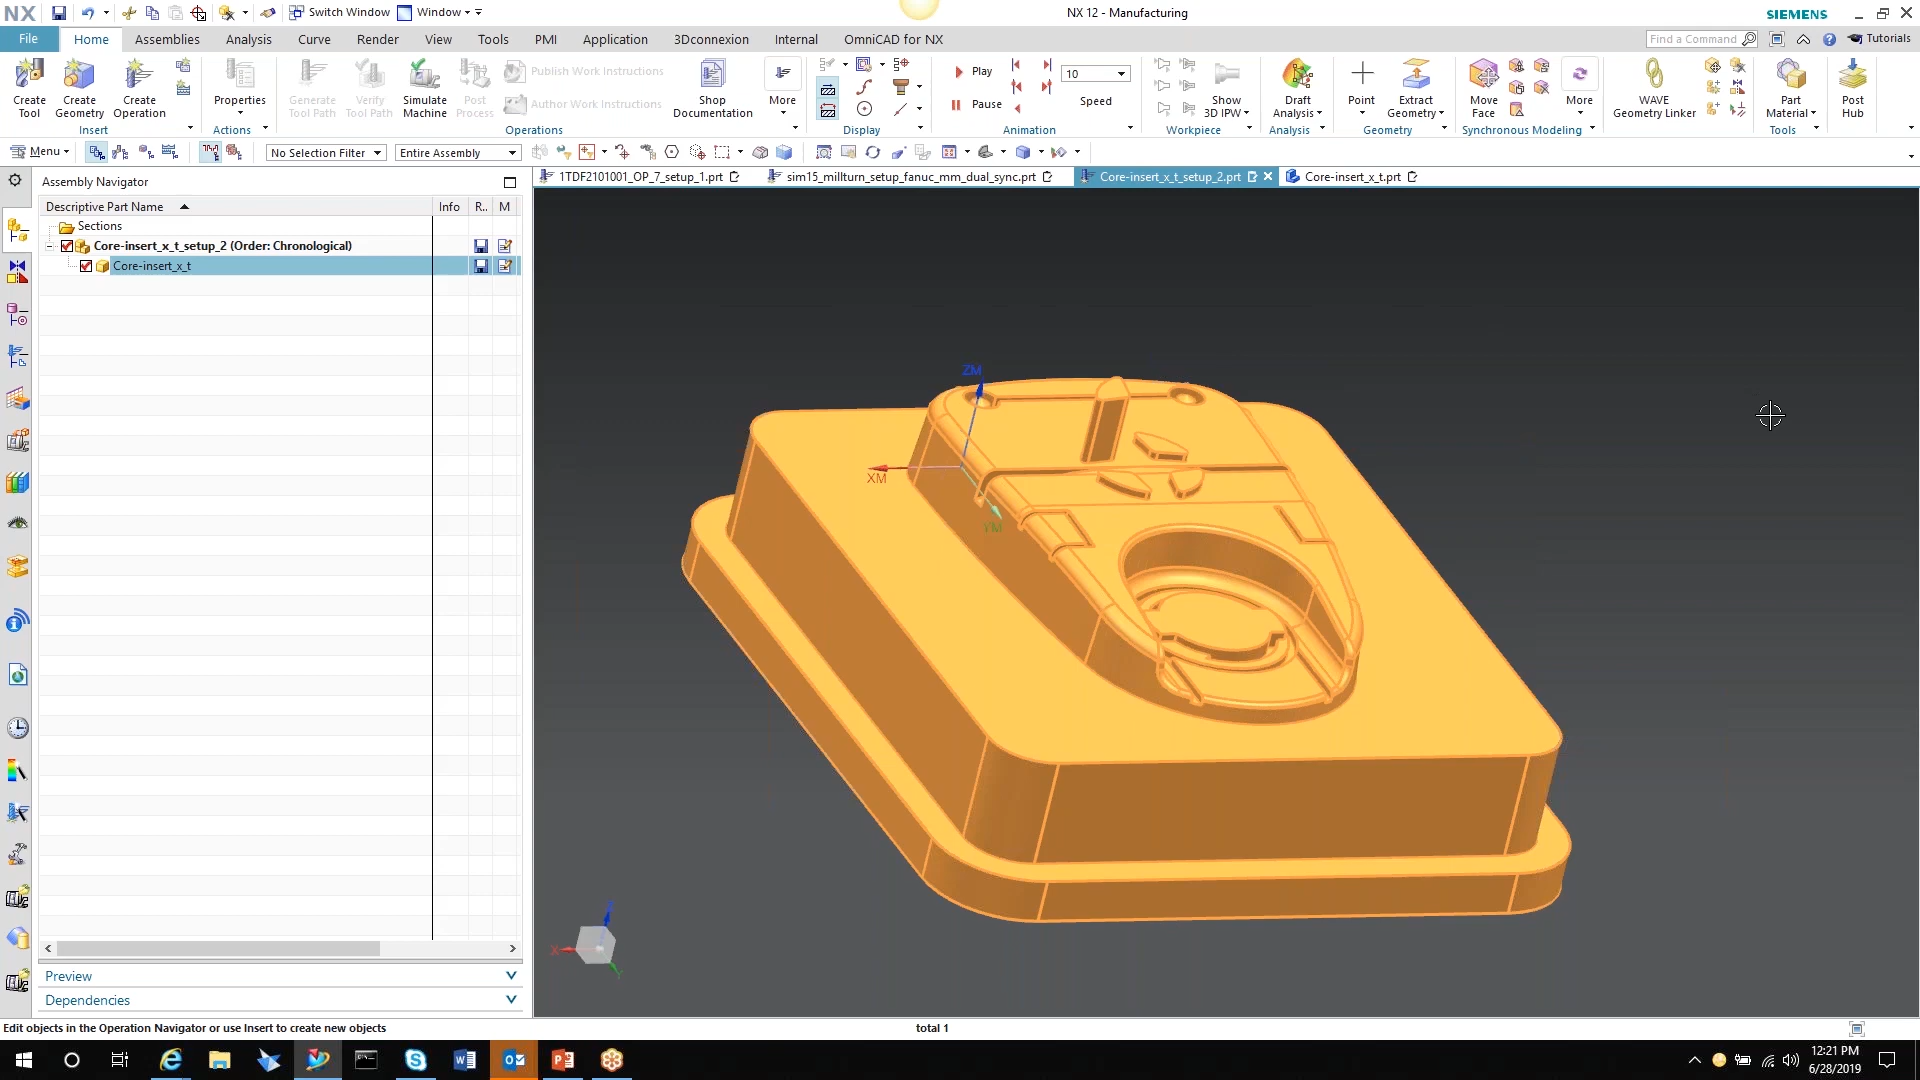 NX
Switch Window
Window
NX 12 - Manufacturing
SIEMENS
File
Home
Assemblies
Analysis
Curve
Render
View
Tools
PMI
Application
3Dconnexion
Internal
OmniCAD for NX
Find a Command
Tutorials
Create Tool
Create Geometry
Create Operation
Properties
Generate Tool Path
Verify Tool Path
Simulate Machine
Post Process
Publish Work Instructions
Author Work Instructions
Shop Documentation
More
Play
Pause
10
Speed
Show 3D IPW
Draft Analysis
Point
Extract Geometry
Move Face
More
WAVE Geometry Linker
Part Material
Post Hub
Insert
Actions
Operations
Display
Animation
Workpiece
Analysis
Geometry
Synchronous Modeling
Tools
Menu
No Selection Filter
Entire Assembly
Assembly Navigator
1TDF2101001_OP_7_setup_1.prt
sim15_millturn_setup_fanuc_mm_dual_sync.prt
Core-insert_x_t_setup_2.prt
Core-insert_x_t.prt
Descriptive Part Name
Info
R..
M
Sections
Core-insert_x_t_setup_2 (Order: Chronological)
Core-insert_x_t
ZM
XM
YM
Z
X
Y
Preview
Dependencies
Edit objects in the Operation Navigator or use Insert to create new objects
total 1
12:21 PM
6/28/2019